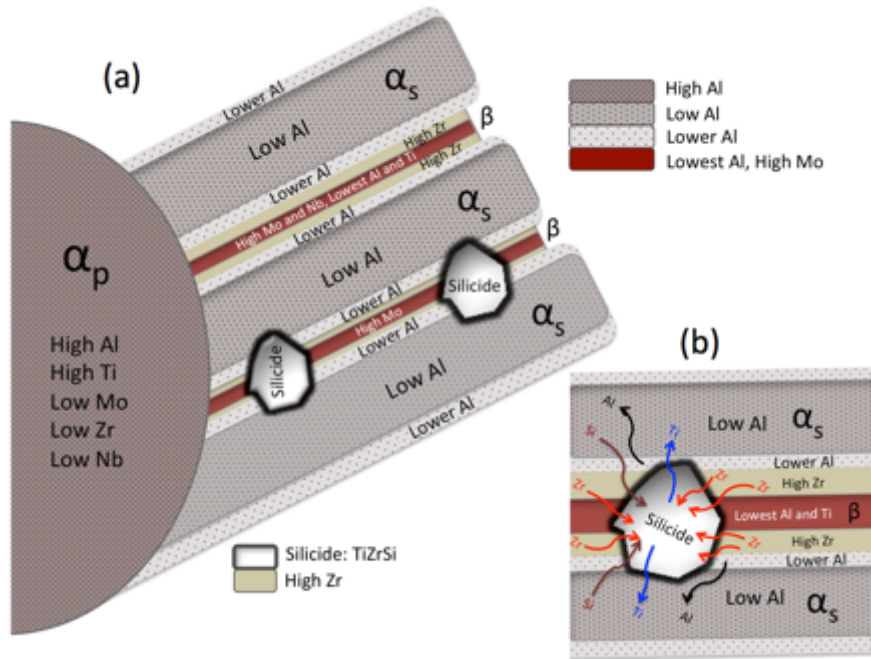 (a)
Lower Al
αs
Low Al
Lower Al
High Zr
β
High Mo and Nb, Lowest Al and Ti
High Zr
Lower Al
αs
Low Al
β
Lower Al
Silicide
High Mo
Silicide
Lower Al
αs
Low Al
Lower Al
αp
High Al
High Ti
Low Mo
Low Zr
Low Nb
High Al
Low Al
Lower Al
Lowest Al, High Mo
Silicide: TiZrSi
High Zr
(b)
Al
Si
Ti
Low Al
αs
Lower Al
Zr
Zr
Zr
High Zr
Silicide
Lowest Al and Ti
β
Zr
Zr
High Zr
Lower Al
Si
Ti
Al
Low Al
αs